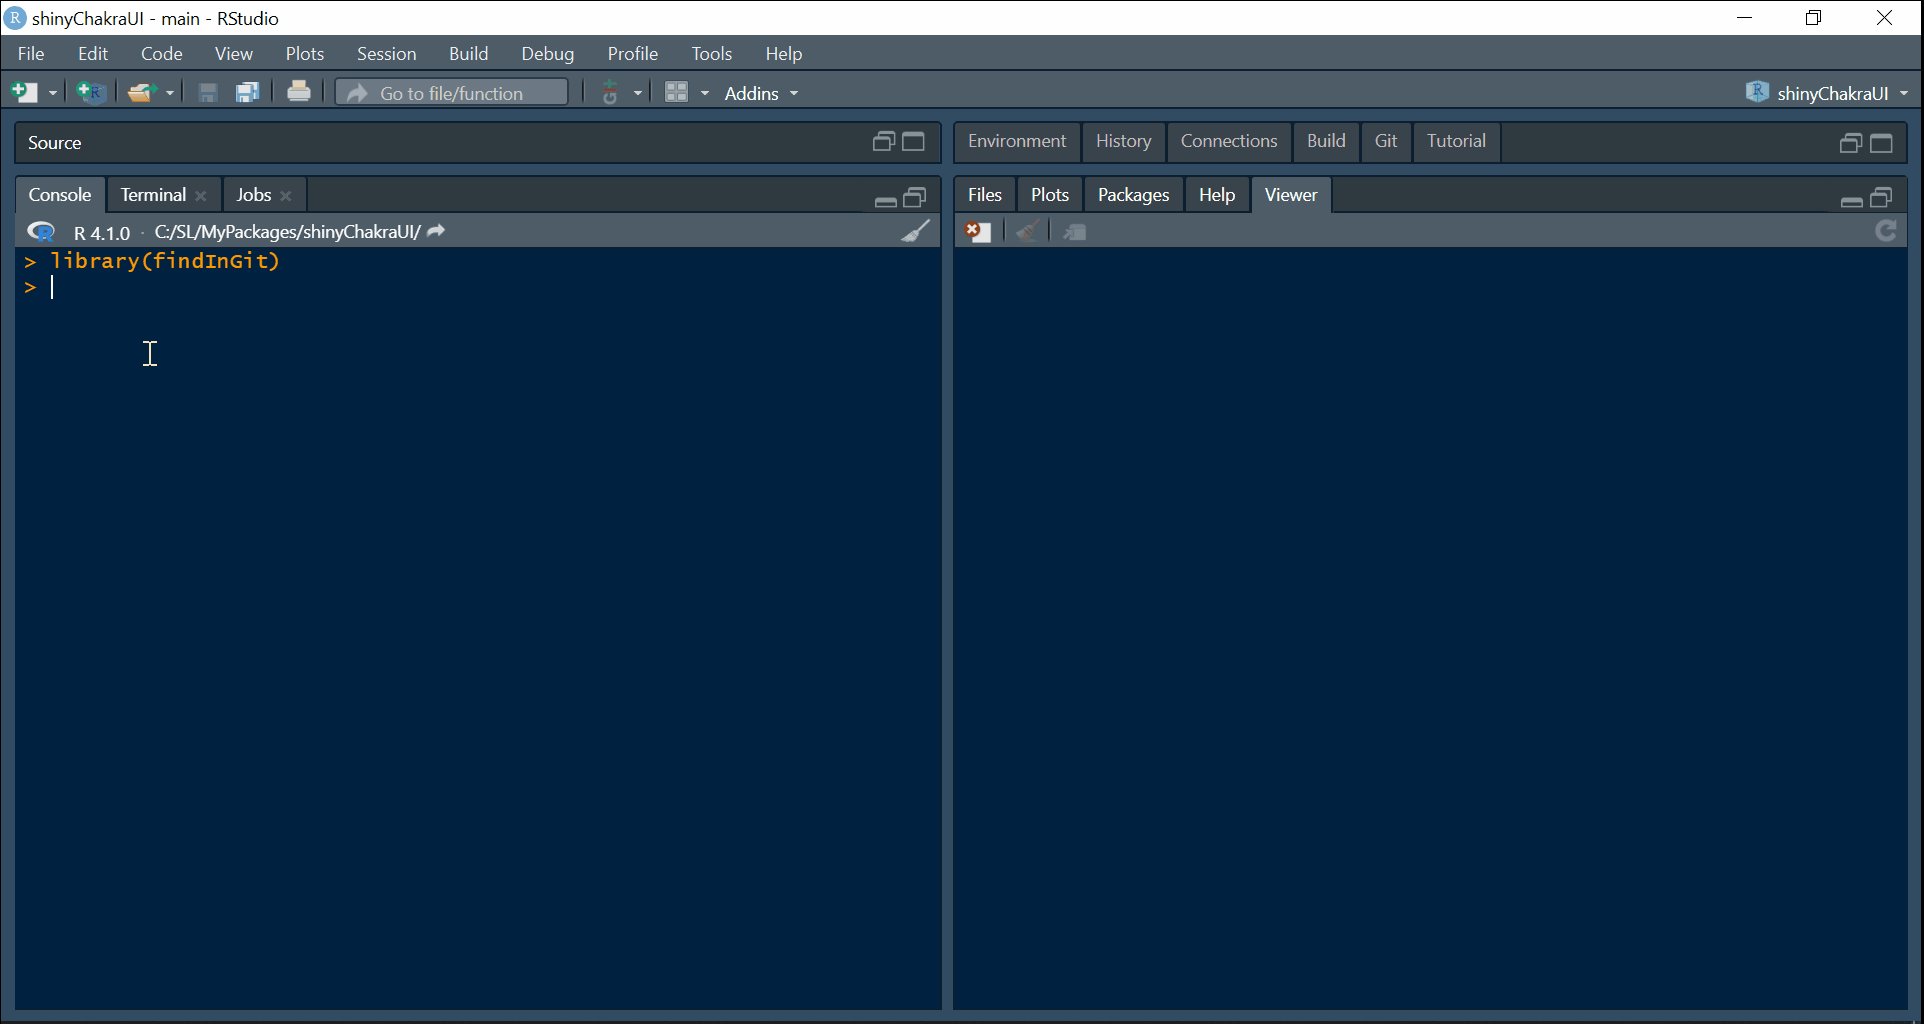 shinyChakraUI - main - RStudio
File Edit Code View Plots Session Build Debug Profile Tools Help
Go to file/function Git Addins shinyChakraUI
Source
Environment History Connections Build Git Tutorial
Console Terminal Jobs
Files Plots Packages Help Viewer
R 4.1.0 · C:/SL/MyPackages/shinyChakraUI/
> library(findInGit)
>